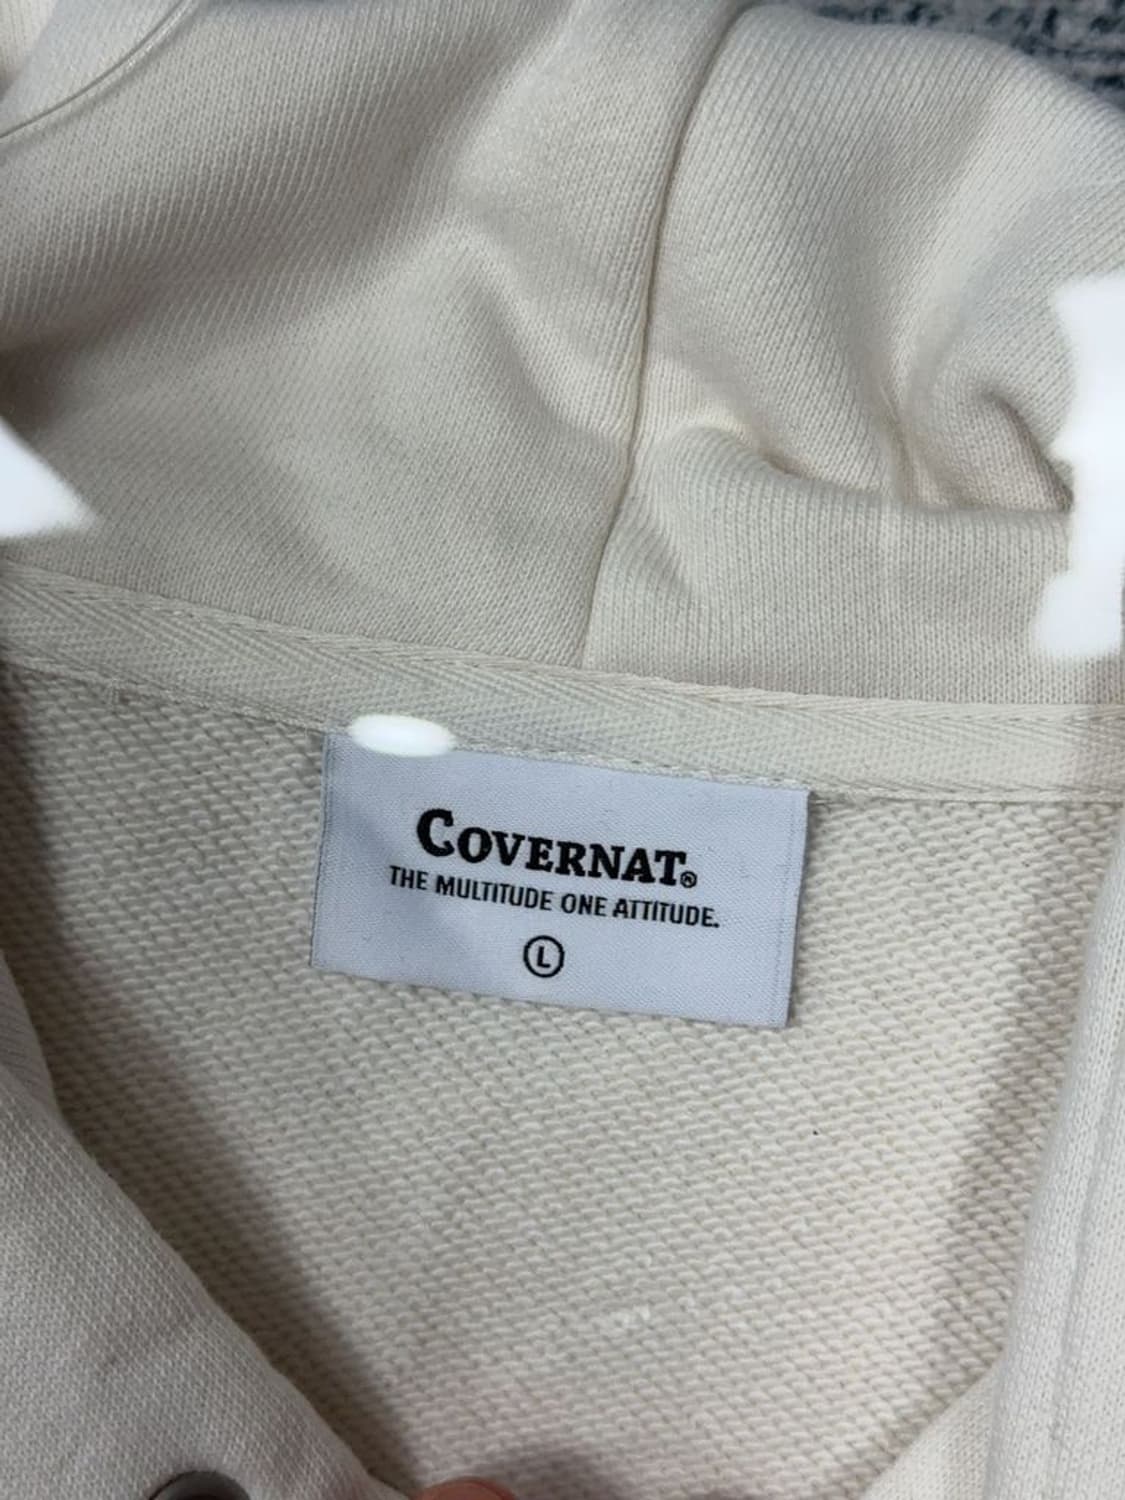 COVERNAT®
THE MULTITUDE ONE ATTITUDE.
L